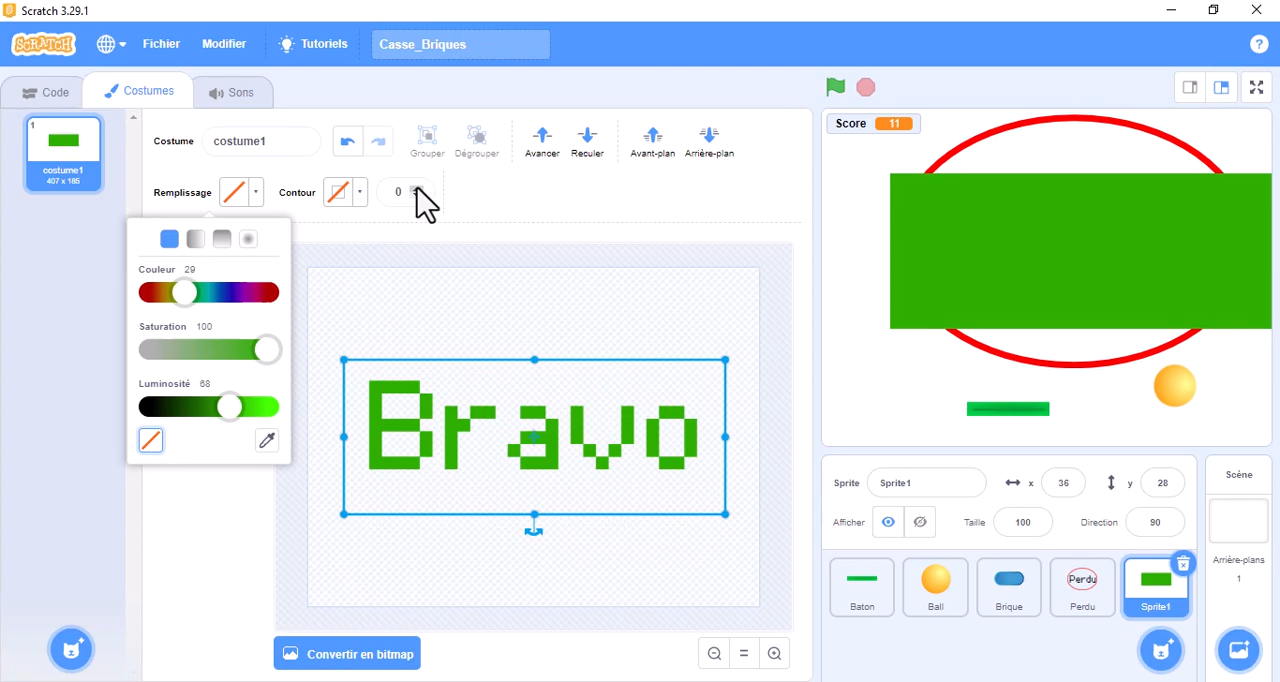 Scratch 3.29.1
SCRATCH Fichier Modifier Tutoriels Casse_Briques ?
Code Costumes Sons
1
costume1
407 x 185
Costume costume1
Grouper Dégrouper Avancer Reculer Avant-plan Arrière-plan
Remplissage Contour 0
Couleur 29
Saturation 100
Luminosité 68
Bravo
Convertir en bitmap
Score 11
Sprite Sprite1 x 36 y 28
Afficher Taille 100 Direction 90
Baton Ball Brique Perdu Perdu Sprite1
Scène
Arrière-plans
1